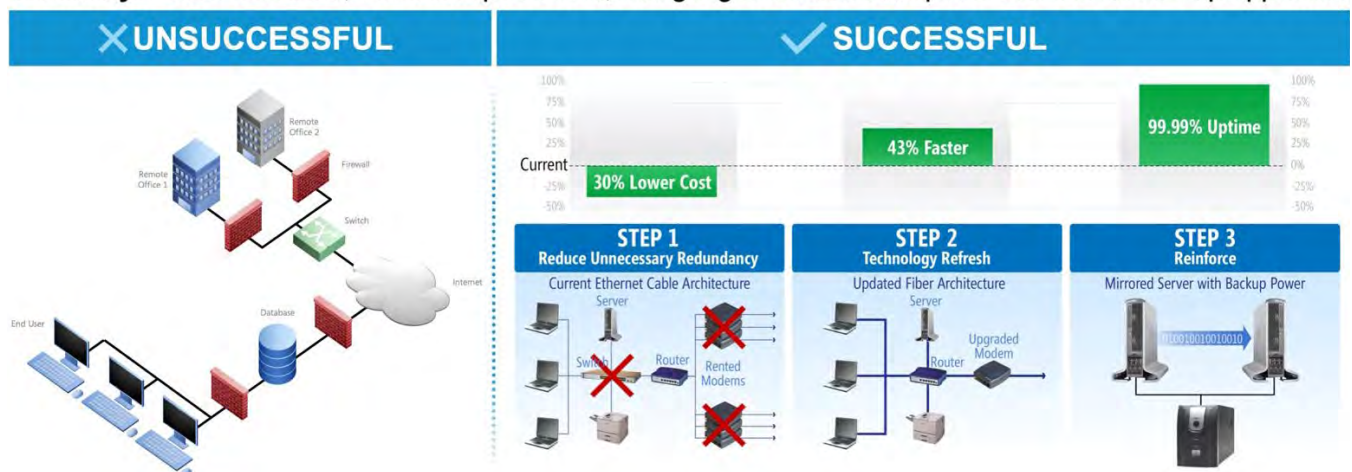 UNSUCCESSFUL
Remote
Office 2
Remote
Office 1
Firewall
Switch
Internet
Database
End User
SUCCESSFUL
100%
75%
50%
25%
Current
-25%
-50%
100%
75%
50%
25%
0%
-25%
-50%
30% Lower Cost
43% Faster
99.99% Uptime
STEP 1
Reduce Unnecessary Redundancy
Current Ethernet Cable Architecture
Server
Switch
Router
Rented
Modems
STEP 2
Technology Refresh
Updated Fiber Architecture
Server
Router
Upgraded
Modem
STEP 3
Reinforce
Mirrored Server with Backup Power
010010010010010